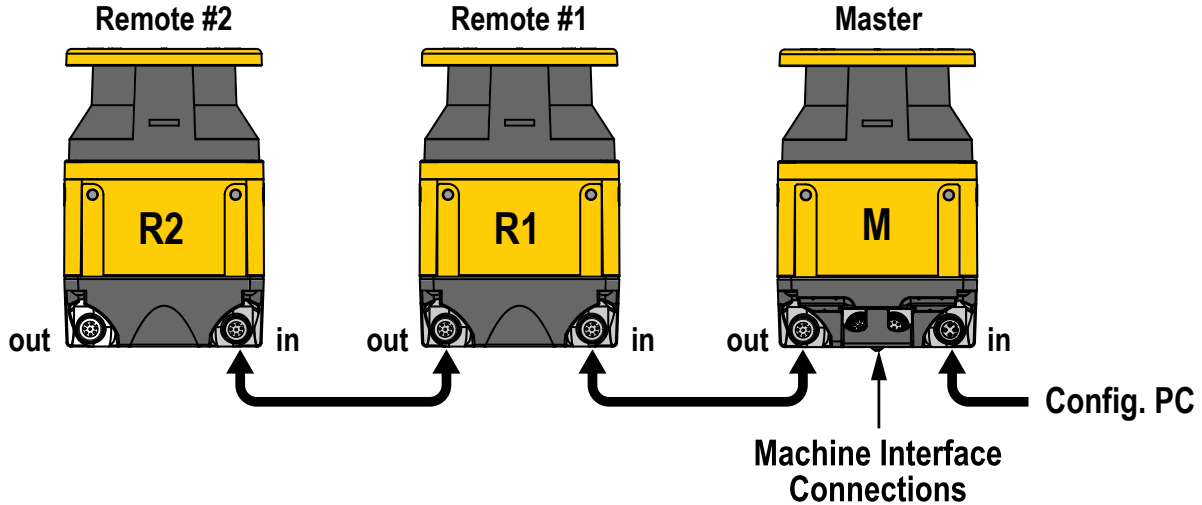 Remote #2
Remote #1
Master
R2
R1
M
out
in
out
in
out
in
Config. PC
Machine Interface
Connections